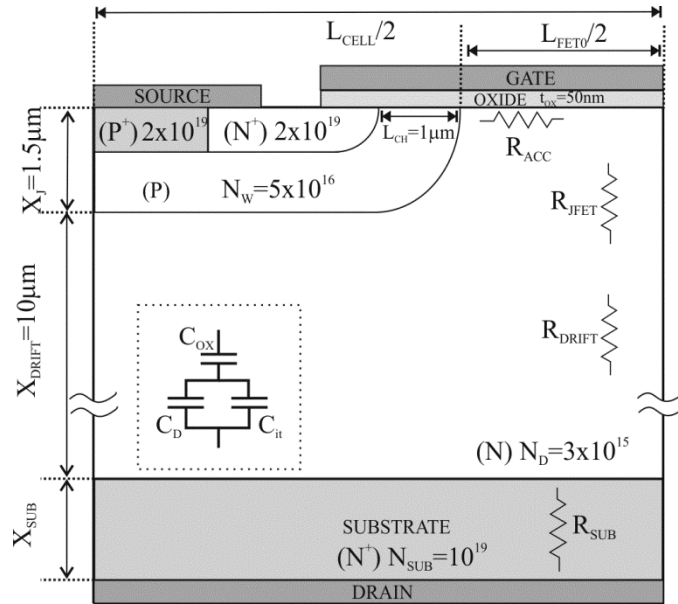 L_CELL/2
L_FET0/2
GATE
SOURCE
OXIDE t_OX=50nm
(P⁺) 2x10¹⁹ (N⁺) 2x10¹⁹
L_CH=1μm
R_ACC
X_J=1.5μm
(P) N_W=5x10¹⁶
R_JFET
X_DRIFT=10μm
R_DRIFT
C_OX
C_D
C_it
(N) N_D=3x10¹⁵
X_SUB
SUBSTRATE
(N⁺) N_SUB=10¹⁹
R_SUB
DRAIN